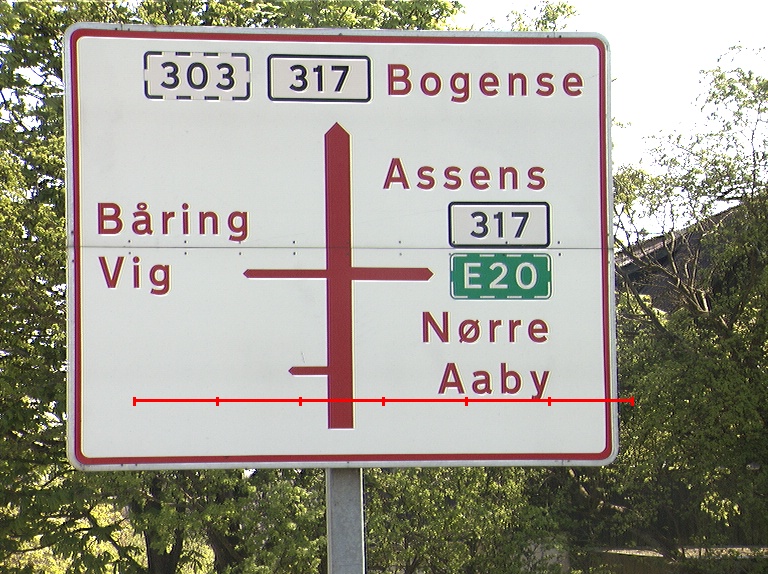 303 317 Bogense
Assens
317
Båring
Vig
E20
Nørre
Aaby